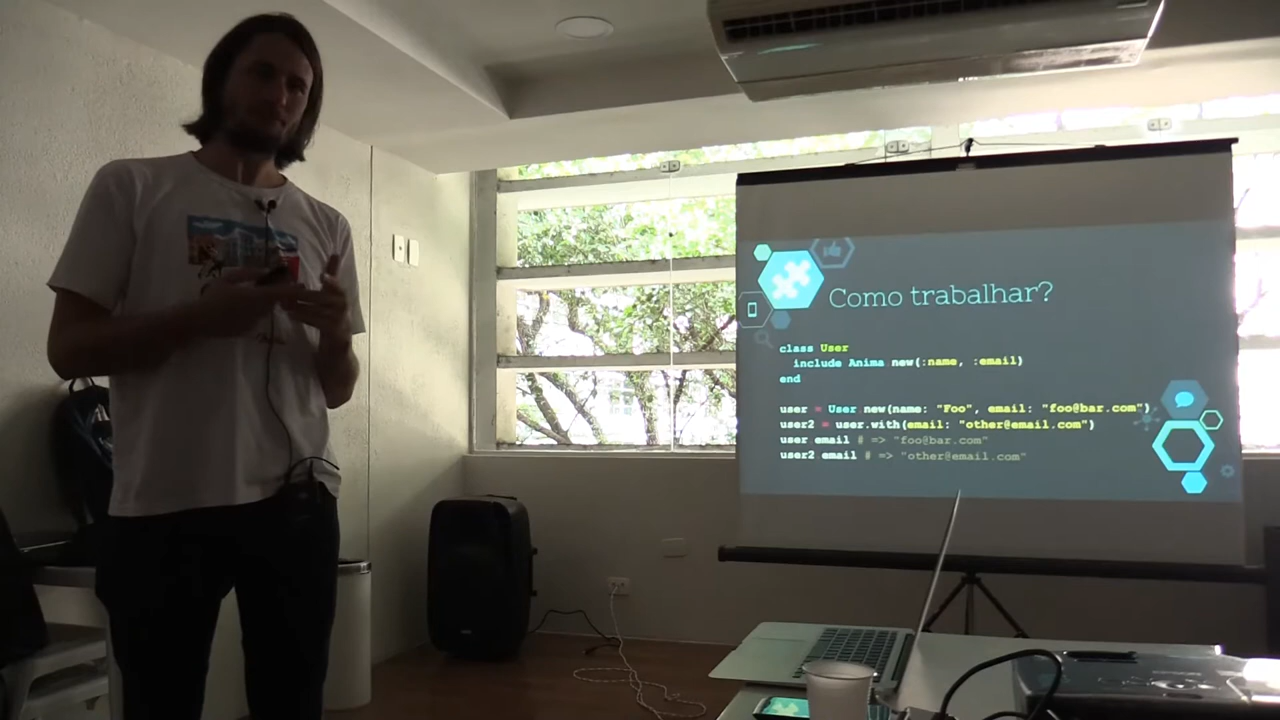 Como trabalhar?
class User
include Anima new(:name, :email)
end
user = User new(name: "Foo", email: "foo@bar.com")
user2 = user.with(email: "other@email.com")
user email # => "foo@bar.com"
user2 email # => "other@email.com"